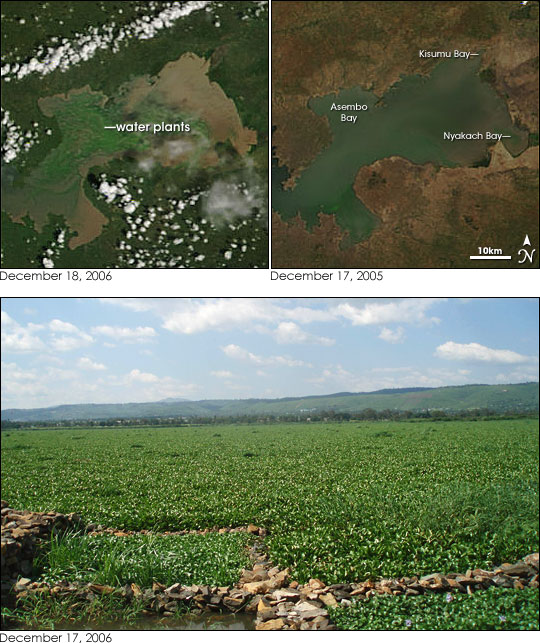 water plants
Kisumu Bay
Asembo
Bay
Nyakach Bay
10km
N
December 18, 2006
December 17, 2005
December 17, 2006